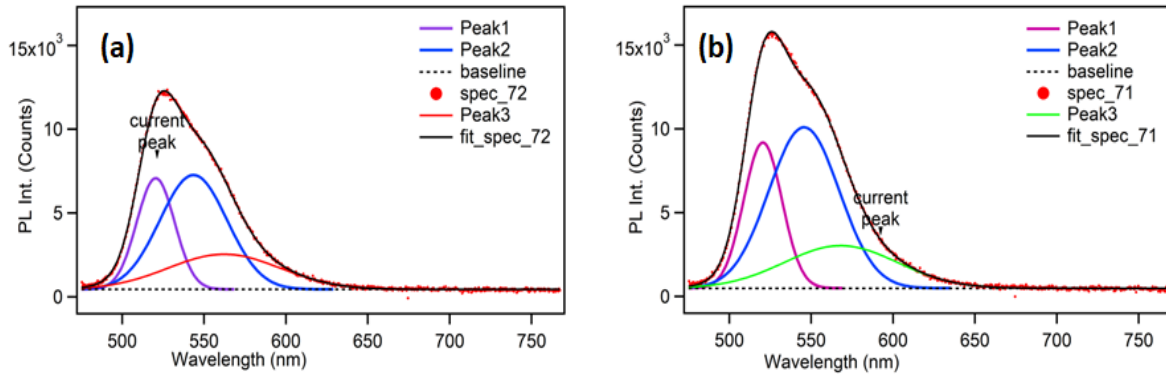 (a)
15x10³
10
5
0
PL Int. (Counts)
500 550 600 650 700 750
Wavelength (nm)
current
peak
Peak1
Peak2
baseline
spec_72
Peak3
fit_spec_72
(b)
15x10³
10
5
0
PL Int. (Counts)
500 550 600 650 700 750
Wavelength (nm)
current
peak
Peak1
Peak2
baseline
spec_71
Peak3
fit_spec_71